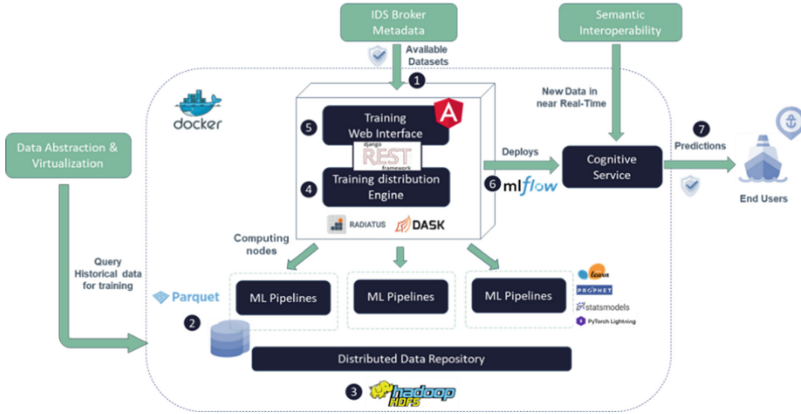 IDS Broker
Metadata
Semantic
Interoperability
Available
Datasets
1
docker
New Data in
near Real-Time
5
Training
Web Interface
django
REST
framework
Data Abstraction &
Virtualization
4
Training distribution
Engine
Deploys
6
mlflow
Cognitive
Service
7
Predictions
End Users
RADIATUS
DASK
Computing
nodes
Query
Historical data
for training
Parquet
2
ML Pipelines
ML Pipelines
ML Pipelines
learn
PROPHET
statsmodels
PyTorch Lightning
Distributed Data Repository
3
hadoop
HDFS